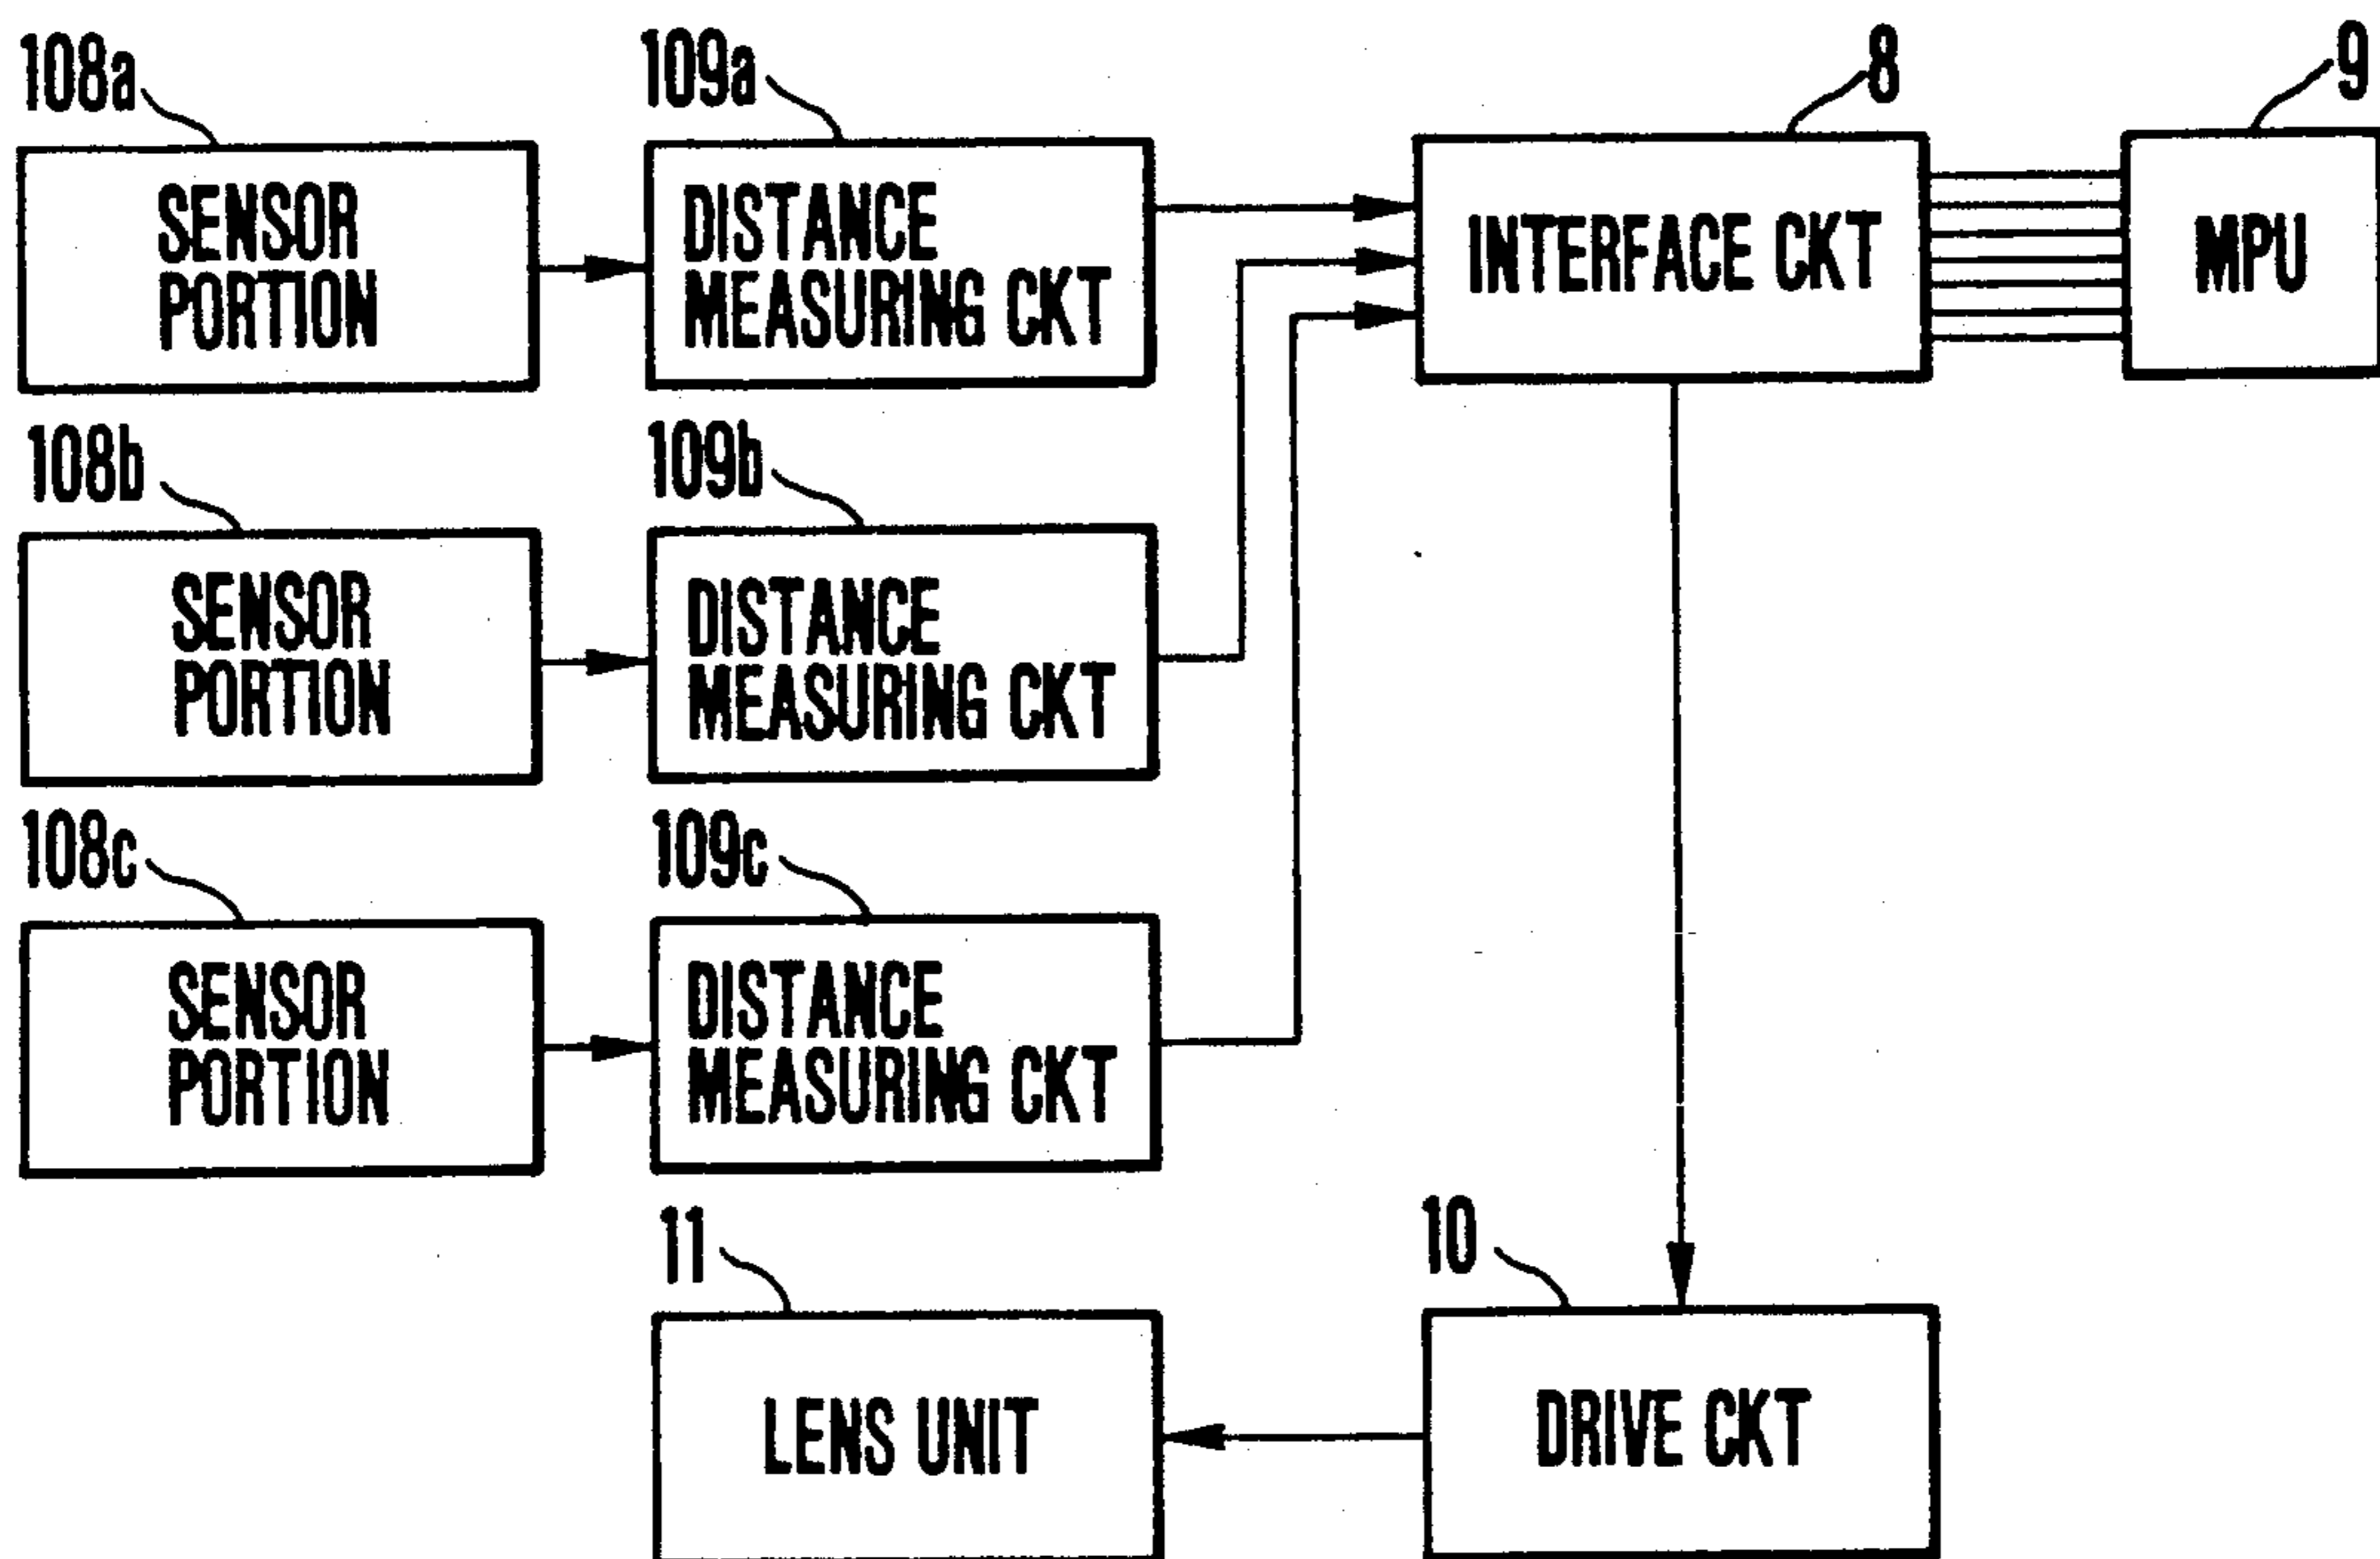 108a
109a
8
9
SENSOR
PORTION
DISTANCE
MEASURING CKT
INTERFACE CKT
MPU
108b
109b
SENSOR
PORTION
DISTANCE
MEASURING CKT
108c
109c
SENSOR
PORTION
DISTANCE
MEASURING CKT
11
10
LENS UNIT
DRIVE CKT